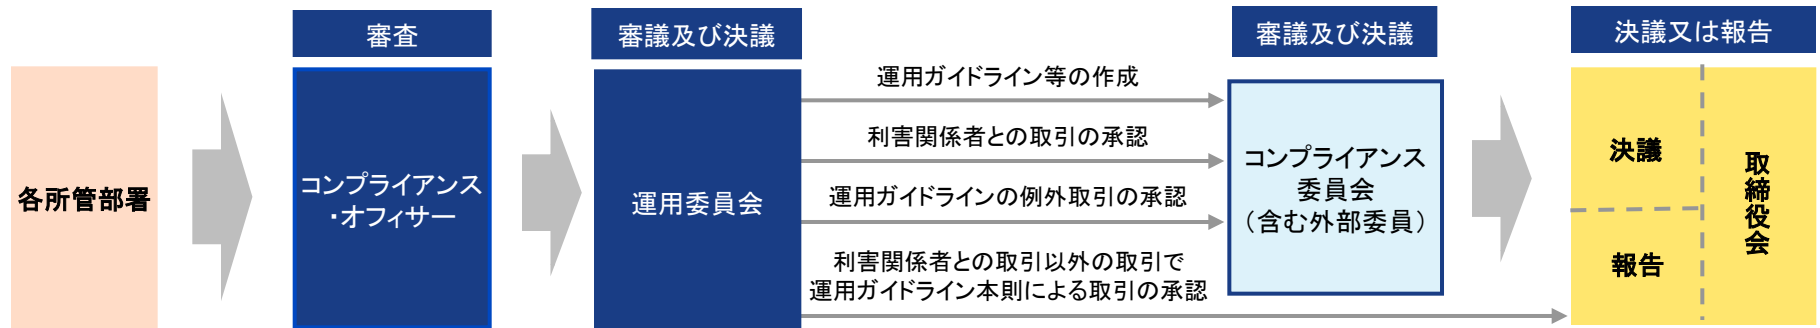 審査
審議及び決議
審議及び決議
決議又は報告
各所管部署
コンプライアンス
・オフィサー
運用委員会
運用ガイドライン等の作成
利害関係者との取引の承認
運用ガイドラインの例外取引の承認
利害関係者との取引以外の取引で
運用ガイドライン本則による取引の承認
コンプライアンス
委員会
（含む外部委員）
決議
報告
取締役会